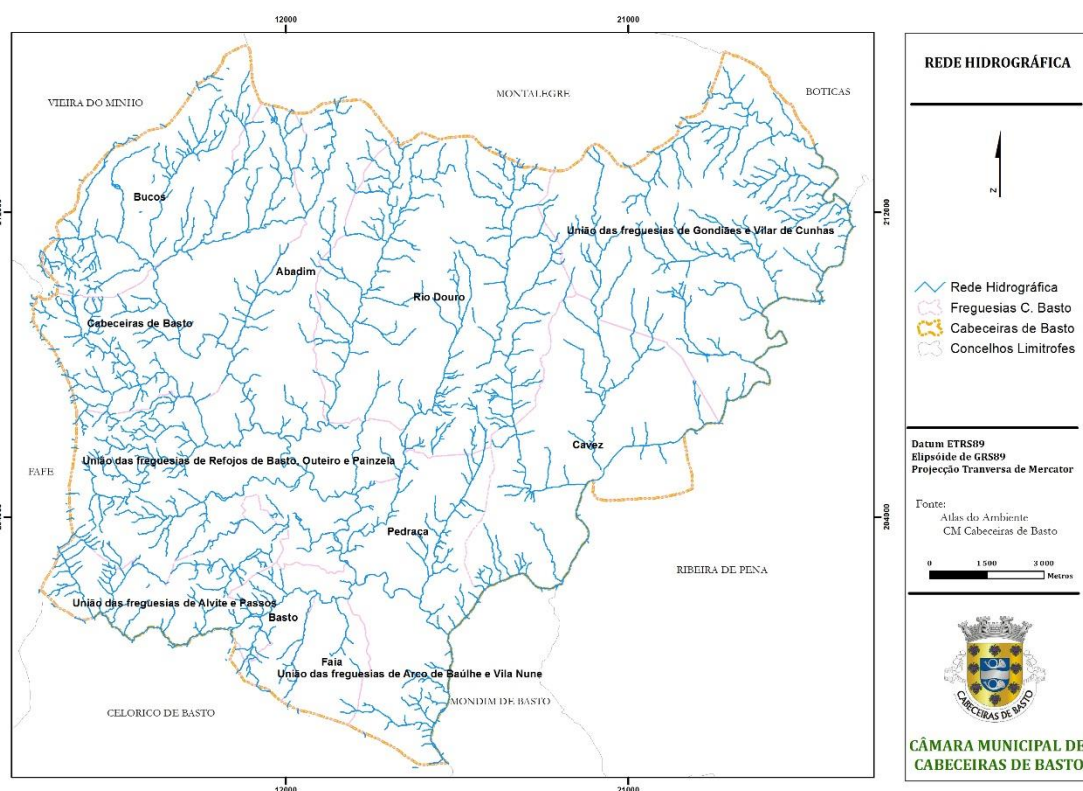 12000
21000
VIEIRA DO MINHO
MONTALEGRE
BOTICAS
Bucos
212000
União das freguesias de Gondiães e Vilar de Cunhas
Abadim
Rio Douro
Cabeceiras de Basto
Cavez
União das freguesias de Refojos de Basto, Outeiro e Painzela
FAFE
204000
Pedraça
RIBEIRA DE PENA
União das freguesias de Alvite e Passos
Basto
Faia
União das freguesias de Arco de Baúlhe e Vila Nune
CELORICO DE BASTO
MONDIM DE BASTO
12000
21000
REDE HIDROGRÁFICA
N
Rede Hidrográfica
Freguesias C. Basto
Cabeceiras de Basto
Concelhos Limitrofes
Datum ETRS89
Elipsóide de GRS89
Projecção Tranversa de Mercator
Fonte:
Atlas do Ambiente
CM Cabeceiras de Basto
0 1 500 3 000
Metros
CABECEIRAS DE BASTO
CÂMARA MUNICIPAL DE
CABECEIRAS DE BASTO